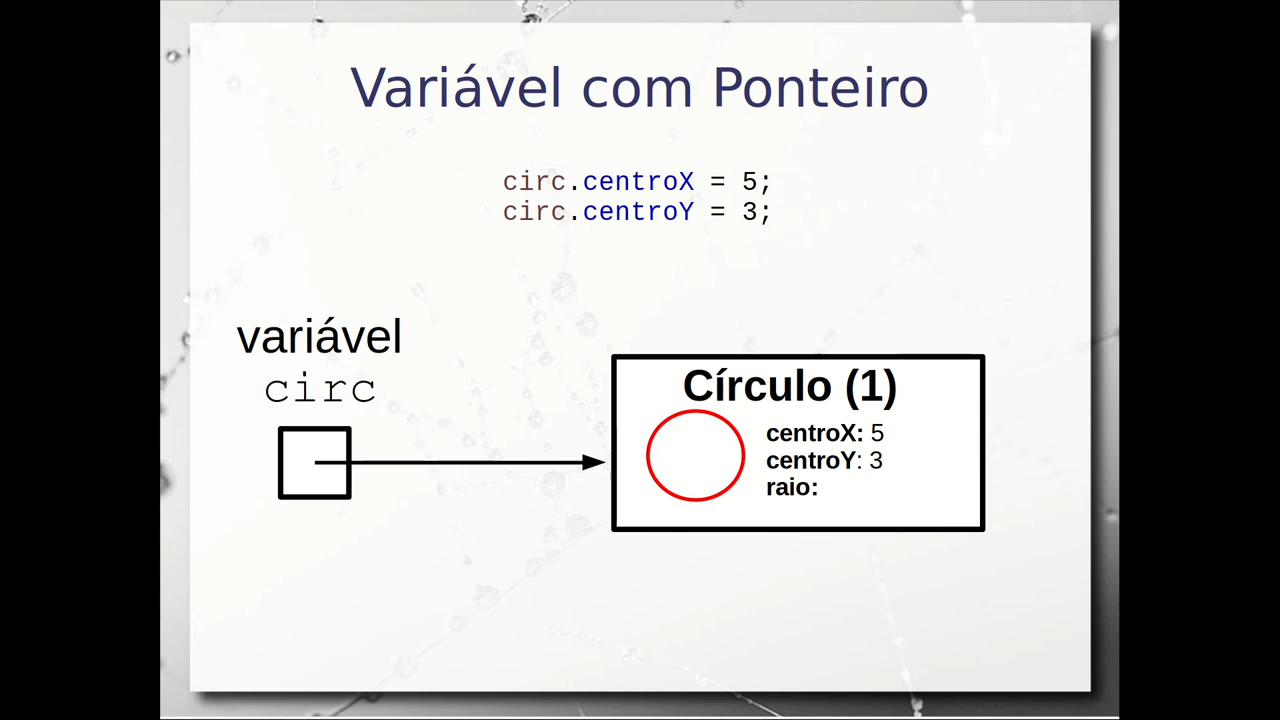 Variável com Ponteiro
circ.centroX = 5;
circ.centroY = 3;
variável
circ
Círculo (1)
centroX: 5
centroY: 3
raio: